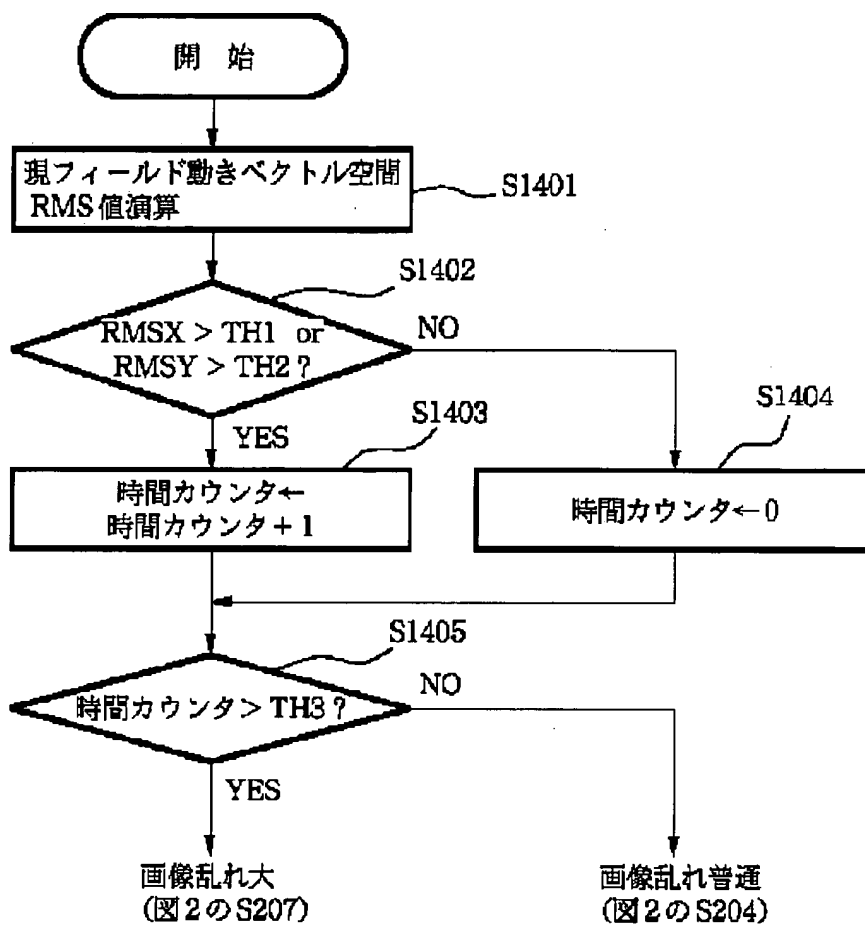 開 始
現フィールド動きベクトル空間
RMS値演算
S1401
S1402
RMSX > TH1 or
RMSY > TH2?
NO
YES
S1403
S1404
時間カウンタ←
時間カウンタ+1
時間カウンタ←0
S1405
時間カウンタ> TH3?
NO
YES
画像乱れ大
(図2のS207)
画像乱れ普通
(図2のS204)